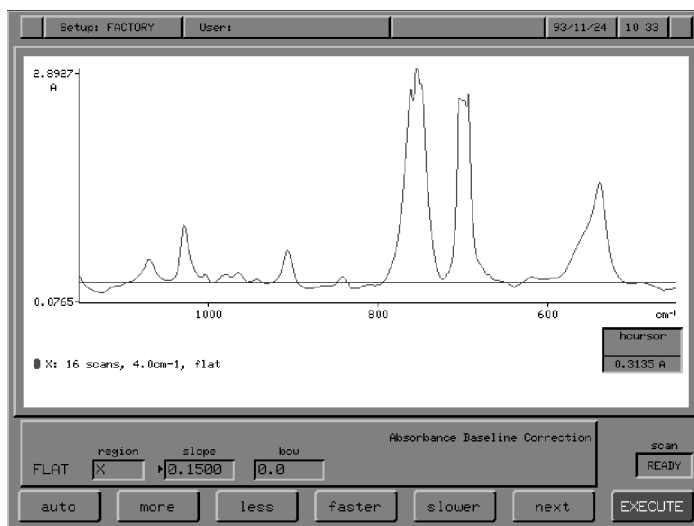 Setup: FACTORY User: 93/11/24 10 33
2.8927
A
0.0765
1000 800 600 cm-1
hcursor
0.3135 A
X: 16 scans, 4.0cm-1, flat
Absorbance Baseline Correction
region slope bow scan
FLAT X 0.1500 0.0 READY
auto more less faster slower next EXECUTE